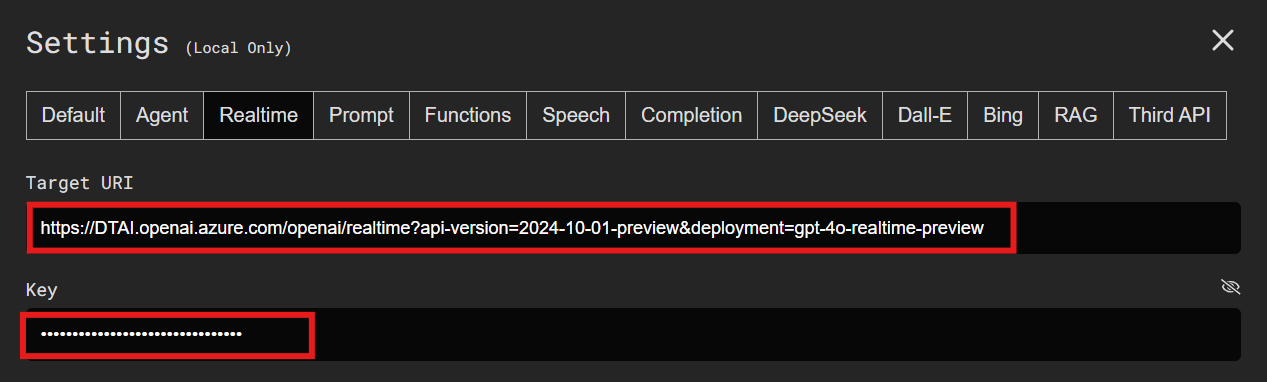 Settings (Local Only)
Default Agent Realtime Prompt Functions Speech Completion DeepSeek Dall-E Bing RAG Third API
Target URI
https://DTAI.openai.azure.com/openai/realtime?api-version=2024-10-01-preview&deployment=gpt-4o-realtime-preview
Key
••••••••••••••••••••••••••••••••